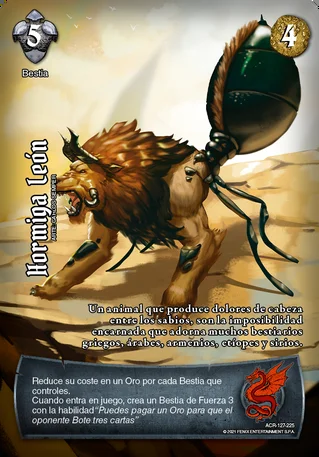 5
4
Bestia
Hormiga León
Un animal que produce dolores de cabeza
entre los sabios, son la imposibilidad
encarnada que adorna muchos bestiarios
griegos, árabes, armenios, etíopes y sirios.
Reduce su coste en un Oro por cada Bestia que
controles.
Cuando entra en juego, crea un Bestia de Fuerza 3
con la habilidad "Puedes pagar un Oro para que el
oponente Bote tres cartas"
ACR-127-225
© 2021 FENIX ENTERTAINMENT S.P.A.